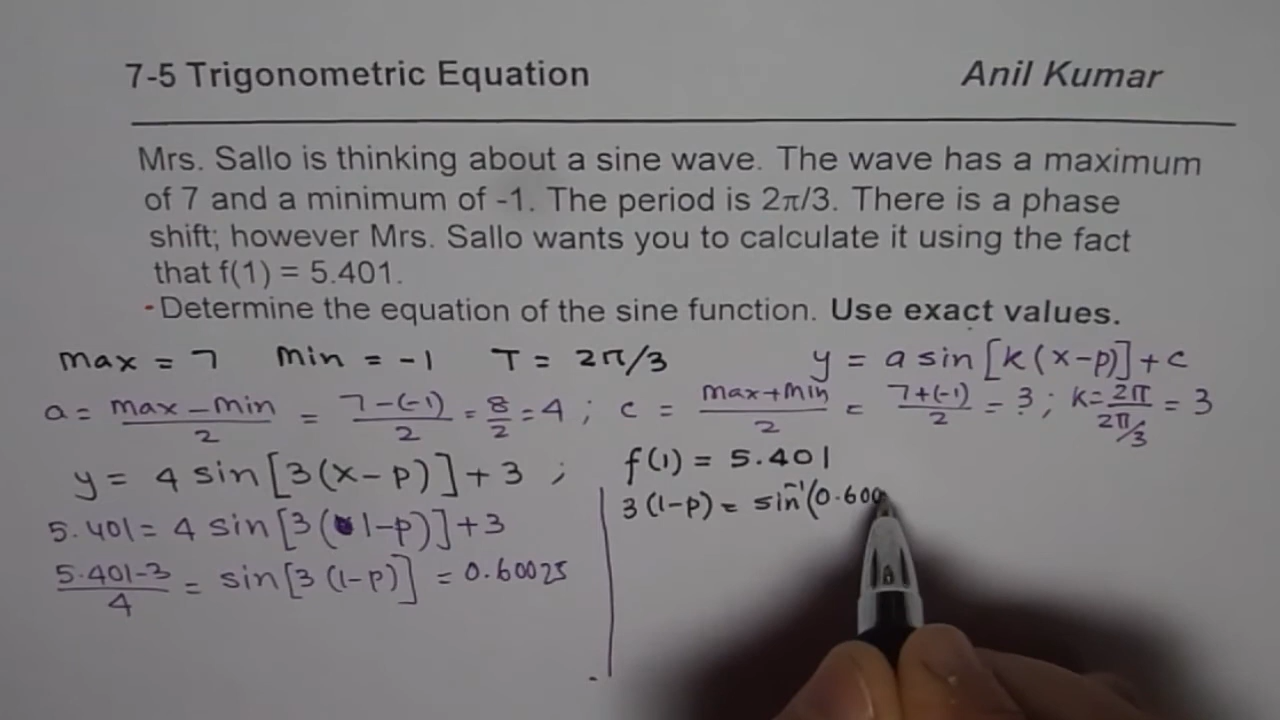 7-5 Trigonometric Equation Anil Kumar
Mrs. Sallo is thinking about a sine wave. The wave has a maximum
of 7 and a minimum of -1. The period is 2π/3. There is a phase
shift; however Mrs. Sallo wants you to calculate it using the fact
that f(1) = 5.401.
-Determine the equation of the sine function. Use exact values.
max = 7 min = -1 T = 2π/3 y = a sin [k(x-p)] + c
a = max-min/2 = 7-(-1)/2 = 8/2 = 4 ; c = max+min/2 = 7+(-1)/2 = 3 ; k = 2π/2π/3 = 3
y = 4 sin [3(x-p)] + 3 ; f(1) = 5.401
5.401 = 4 sin [3(1-p)] + 3 3(1-p) = sin⁻¹(0.600
5.401-3/4 = sin [3(1-p)] = 0.60025